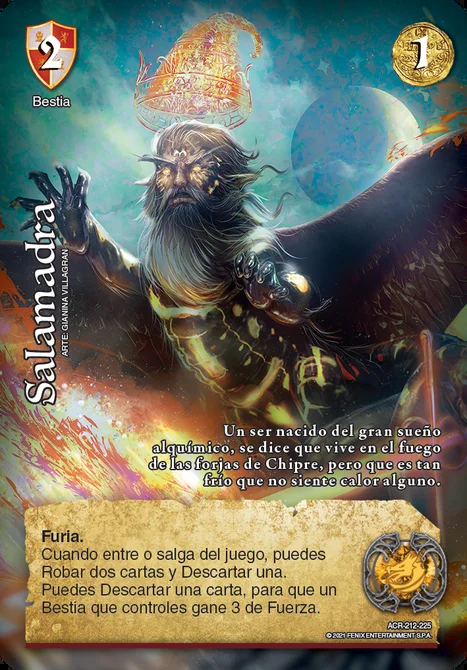 2
1
Bestia
Salamadra
ARTE: GIANINA VILLAGRAN
Un ser nacido del gran sueño
alquímico, se dice que vive en el fuego
de las forjas de Chipre, pero que es tan
frío que no siente calor alguno.
Furia.
Cuando entre o salga del juego, puedes
Robar dos cartas y Descartar una.
Puedes Descartar una carta, para que un
Bestia que controles gane 3 de Fuerza.
ACR-212-225
©2021 FENIX ENTERTAINMENT S.P.A.